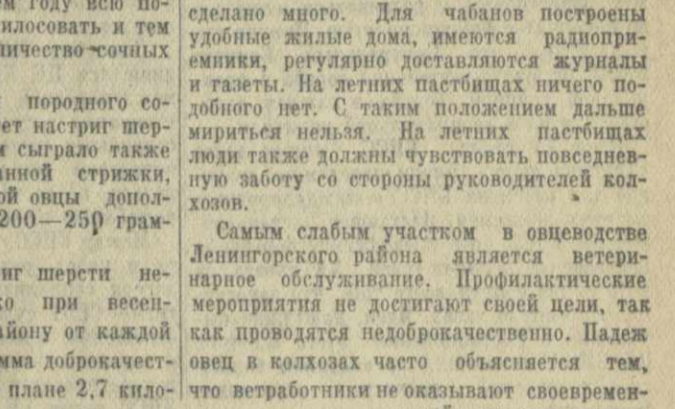 ем году всю по-
илосовать и тем
личество сочных
породного со-
ет настриг шер-
и сыграло также
анной стрижки,
ой овцы допол-
200—250 грам-
иг шерсти не-
ко при весен-
айону от каждой
мма доброкачест-
плане 2,7 кило-
сделано много. Для чабанов построены
удобные жилые дома, имеются радиопри-
емники, регулярно доставляются журналы
и газеты. На летних пастбищах ничего по-
добного нет. С таким положением дальше
мириться нельзя. На летних пастбищах
люди также должны чувствовать повседнев-
ную заботу со стороны руководителей кол-
хозов.
Самым слабым участком в овцеводстве
Ленингорского района является ветери-
нарное обслуживание. Профилактические
мероприятия не достигают своей цели, так
как проводятся недоброкачественно. Падеж
овец в колхозах часто объясняется тем,
что ветработники не оказывают своевремен-